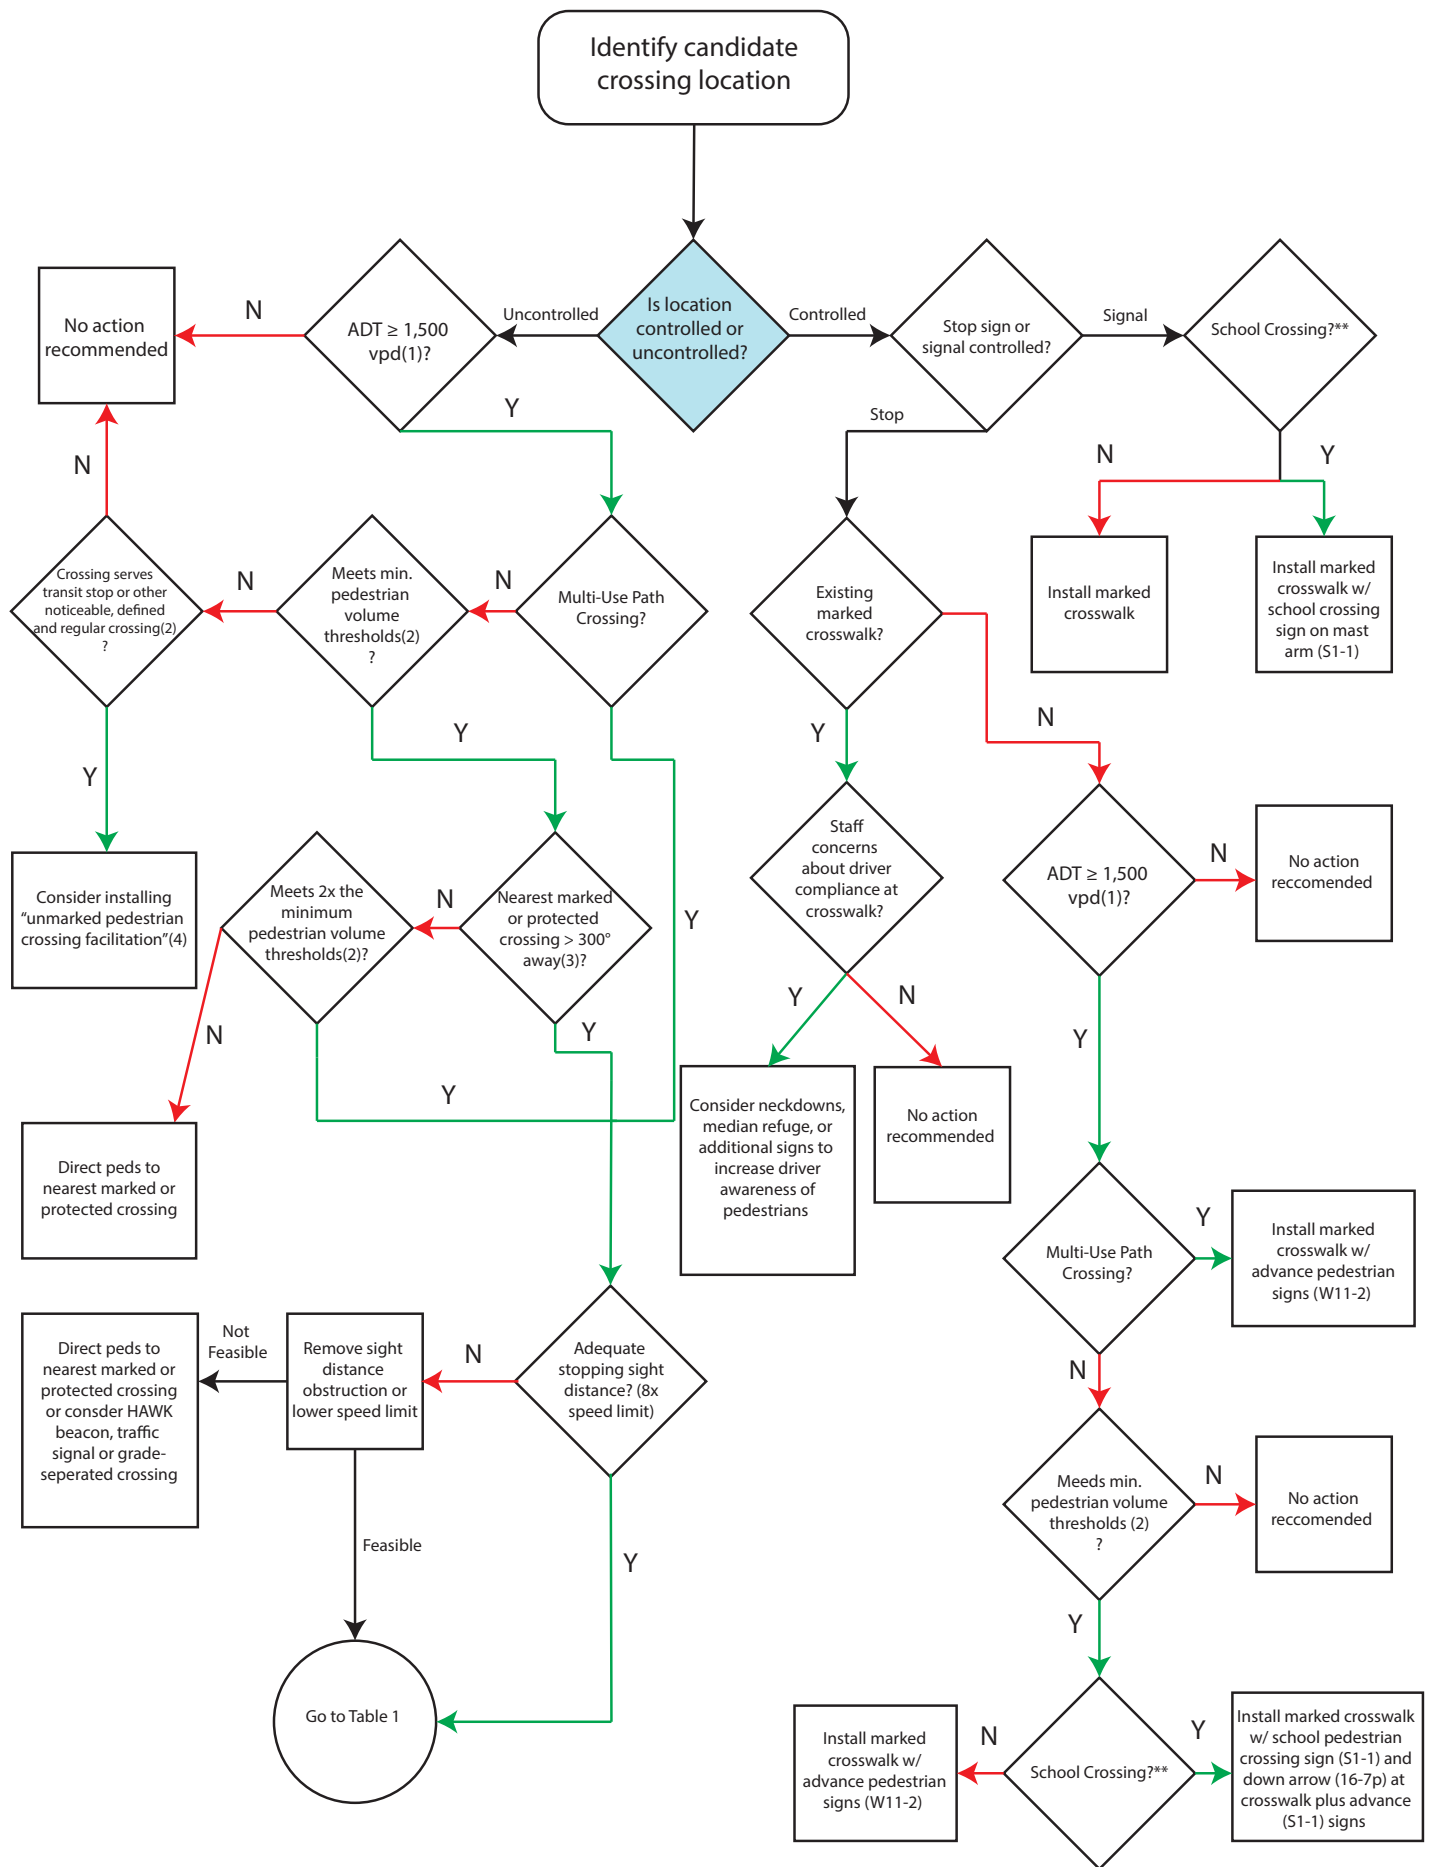 Identify candidate
crossing location
Is location
controlled or
uncontrolled?
Uncontrolled
Controlled
ADT ≥ 1,500
vpd(1)?
N
No action
recommended
Y
Stop sign or
signal controlled?
Signal
School Crossing?**
Stop
N
Y
Install marked
crosswalk
Install marked
crosswalk w/
school crossing
sign on mast
arm (S1-1)
N
Crossing serves
transit stop or other
noticeable, defined
and regular crossing(2)
?
N
Meets min.
pedestrian
volume
thresholds(2)
?
N
Multi-Use Path
Crossing?
Existing
marked
crosswalk?
Y
Y
Y
N
Y
Consider installing
"unmarked pedestrian
crossing facilitation"(4)
Meets 2x the
minimum
pedestrian volume
thresholds(2)?
N
Nearest marked
or protected
crossing > 300°
away(3)?
Staff
concerns
about driver
compliance at
crosswalk?
ADT ≥ 1,500
vpd(1)?
N
No action
reccomended
N
Y
Y
Y
N
Y
Direct peds to
nearest marked or
protected crossing
Consider neckdowns,
median refuge, or
additional signs to
increase driver
awareness of
pedestrians
No action
recommended
Multi-Use Path
Crossing?
Y
Install marked
crosswalk w/
advance pedestrian
signs (W11-2)
Direct peds to
nearest marked or
protected crossing
or consder HAWK
beacon, traffic
signal or grade-
seperated crossing
Not
Feasible
Remove sight
distance
obstruction or
lower speed limit
N
Adequate
stopping sight
distance? (8x
speed limit)
N
Feasible
Y
Meeds min.
pedestrian volume
thresholds (2)
?
N
No action
reccomended
Y
Go to Table 1
Install marked
crosswalk w/
advance pedestrian
signs (W11-2)
N
School Crossing?**
Y
Install marked crosswalk
w/ school pedestrian
crossing sign (S1-1) and
down arrow (16-7p) at
crosswalk plus advance
(S1-1) signs